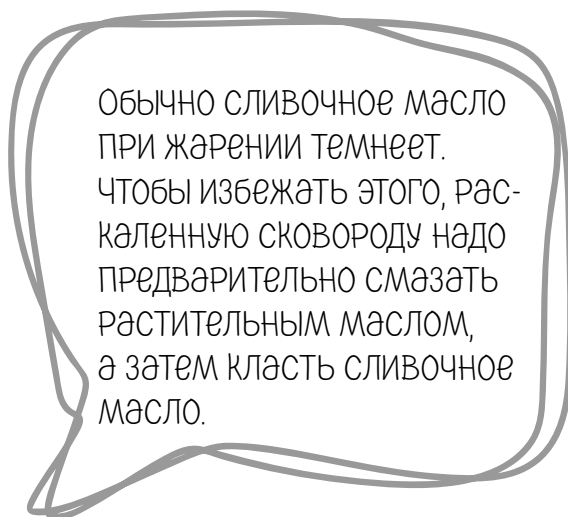 Обычно сливочное масло
при жарении темнеет.
Чтобы избежать этого, рас-
каленную сковороду надо
предварительно смазать
растительным маслом,
а затем класть сливочное
масло.